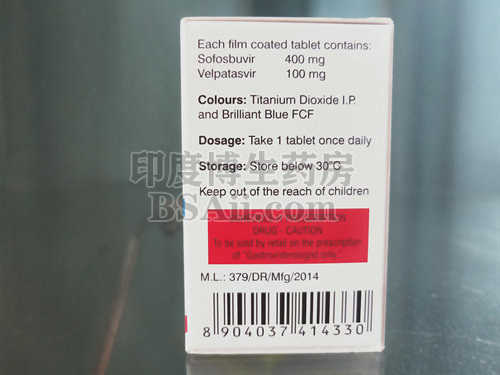 Each film coated tablet contains:
Sofosbuvir 400 mg
Velpatasvir 100 mg
Colours: Titanium Dioxide I.P.
and Brilliant Blue FCF
Dosage: Take 1 tablet once daily
Storage: Store below 30°C
印度博生药房
Keep out of the reach of children
BSAii.com
DRUG - CAUTION
To be sold by retail on the prescription
of "Gastroenterologist only."
M.L.: 379/DR/Mfg/2014
8 904037 414330